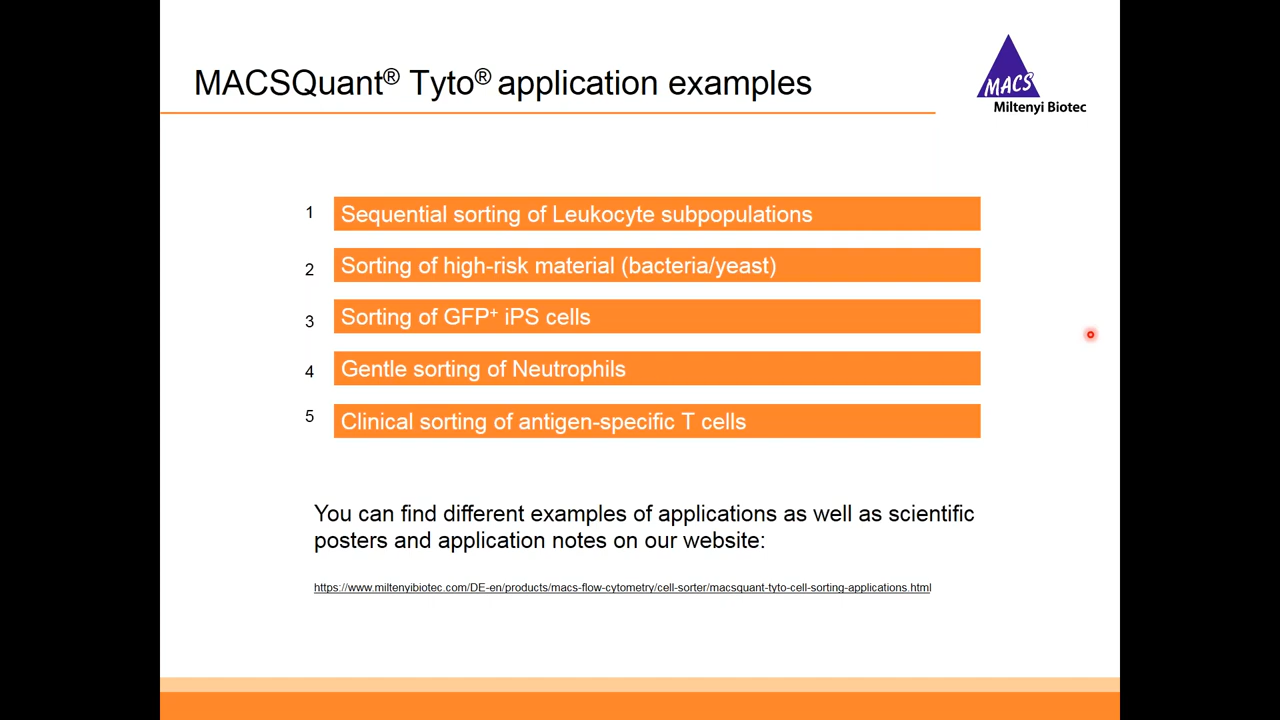 MACSQuant® Tyto® application examples
MACS
Miltenyi Biotec
1 Sequential sorting of Leukocyte subpopulations
2 Sorting of high-risk material (bacteria/yeast)
3 Sorting of GFP⁺ iPS cells
4 Gentle sorting of Neutrophils
5 Clinical sorting of antigen-specific T cells
You can find different examples of applications as well as scientific
posters and application notes on our website:
https://www.miltenyibiotec.com/DE-en/products/macs-flow-cytometry/cell-sorter/macsquant-tyto-cell-sorting-applications.html